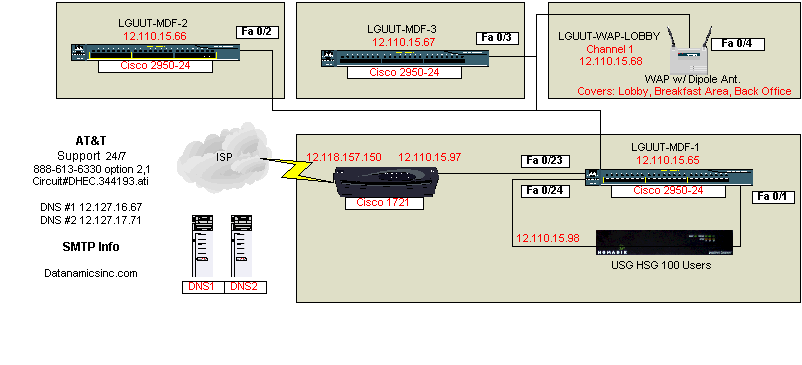 LGUUT-MDF-2
12.110.15.66
Fa 0/2
Cisco 2950-24
LGUUT-MDF-3
12.110.15.67
Fa 0/3
Cisco 2950-24
LGUUT-WAP-LOBBY
Channel 1
12.110.15.68
Fa 0/4
WAP w/ Dipole Ant.
Covers: Lobby, Breakfast Area, Back Office
AT&T
Support 24/7
888-613-6330 option 2,1
Circuit#DHEC.344193.ati
DNS #1 12.127.16.67
DNS #2 12.127.17.71
SMTP Info
Datanamicsinc.com
ISP
DNS1
DNS2
12.118.157.150
12.110.15.97
Cisco 1721
Fa 0/23
Fa 0/24
LGUUT-MDF-1
12.110.15.65
Cisco 2950-24
Fa 0/1
12.110.15.98
NOMADIX
USG HSG 100 Users